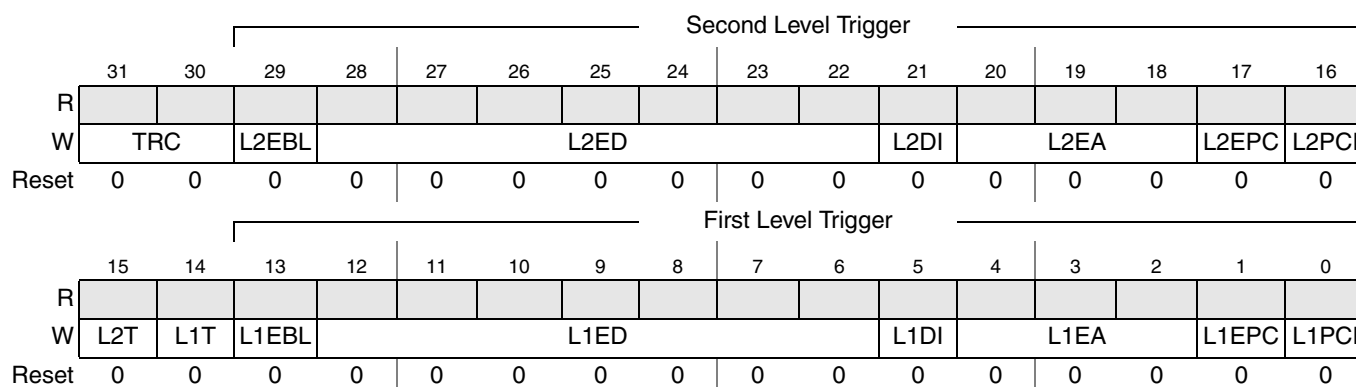 Second Level Trigger
31 30 29 28 27 26 25 24 23 22 21 20 19 18 17 16
R
W TRC L2EBL L2ED L2DI L2EA L2EPC L2PCI
Reset 0 0 0 0 0 0 0 0 0 0 0 0 0 0 0 0
First Level Trigger
15 14 13 12 11 10 9 8 7 6 5 4 3 2 1 0
R
W L2T L1T L1EBL L1ED L1DI L1EA L1EPC L1PCI
Reset 0 0 0 0 0 0 0 0 0 0 0 0 0 0 0 0